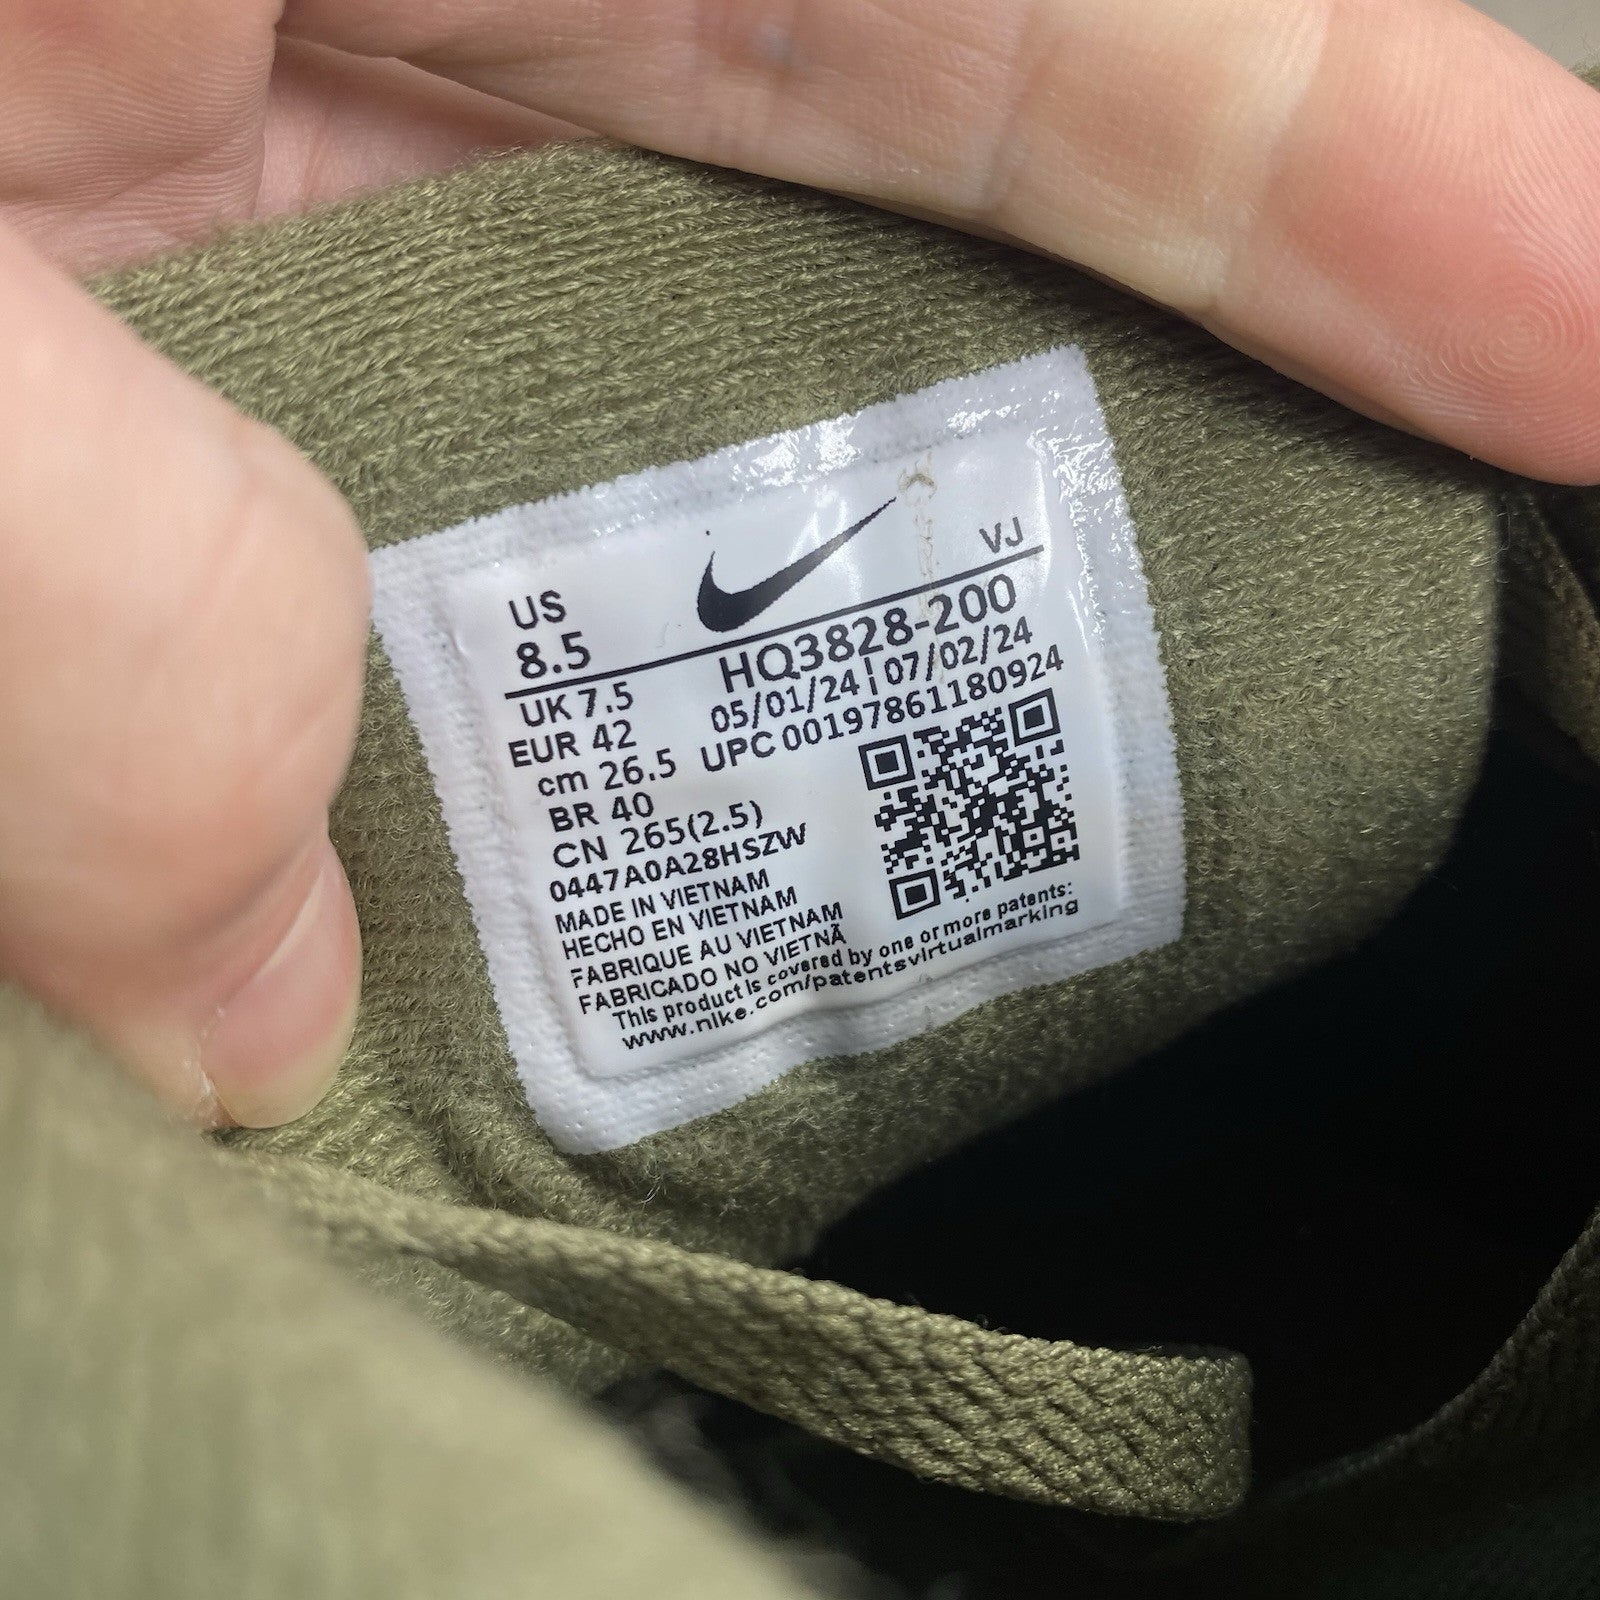 VJ
US
8.5
HQ3828-200
UK 7.5
05/01/24 ¦ 07/02/24
EUR 42
UPC 00197861180924
cm 26.5
BR 40
CN 265(2.5)
0447A0A28HSZW
MADE IN VIETNAM
HECHO EN VIETNAM
FABRIQUE AU VIETNAM
FABRICADO NO VIETNÃ
This product is covered by one or more patents:
www.nike.com/patentsvirtualmarking